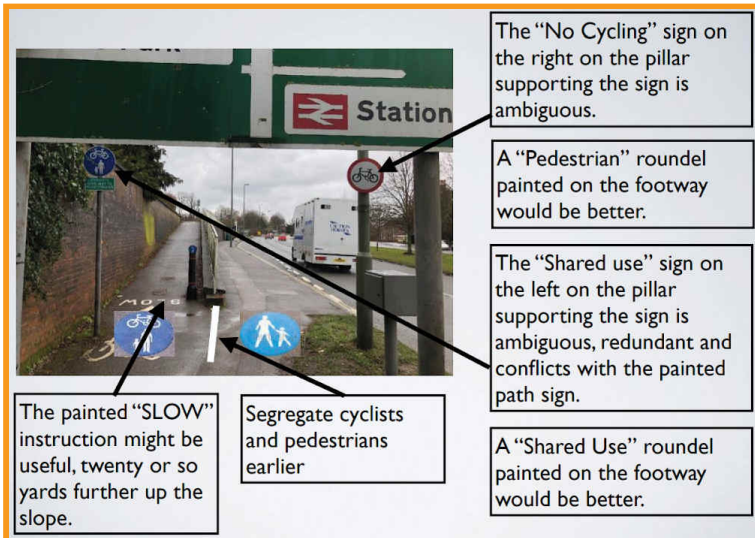 Park
Station
SLOW
The “No Cycling” sign on
the right on the pillar
supporting the sign is
ambiguous.
A “Pedestrian” roundel
painted on the footway
would be better.
The “Shared use” sign on
the left on the pillar
supporting the sign is
ambiguous, redundant and
conflicts with the painted
path sign.
A “Shared Use” roundel
painted on the footway
would be better.
The painted “SLOW”
instruction might be
useful, twenty or so
yards further up the
slope.
Segregate cyclists
and pedestrians
earlier